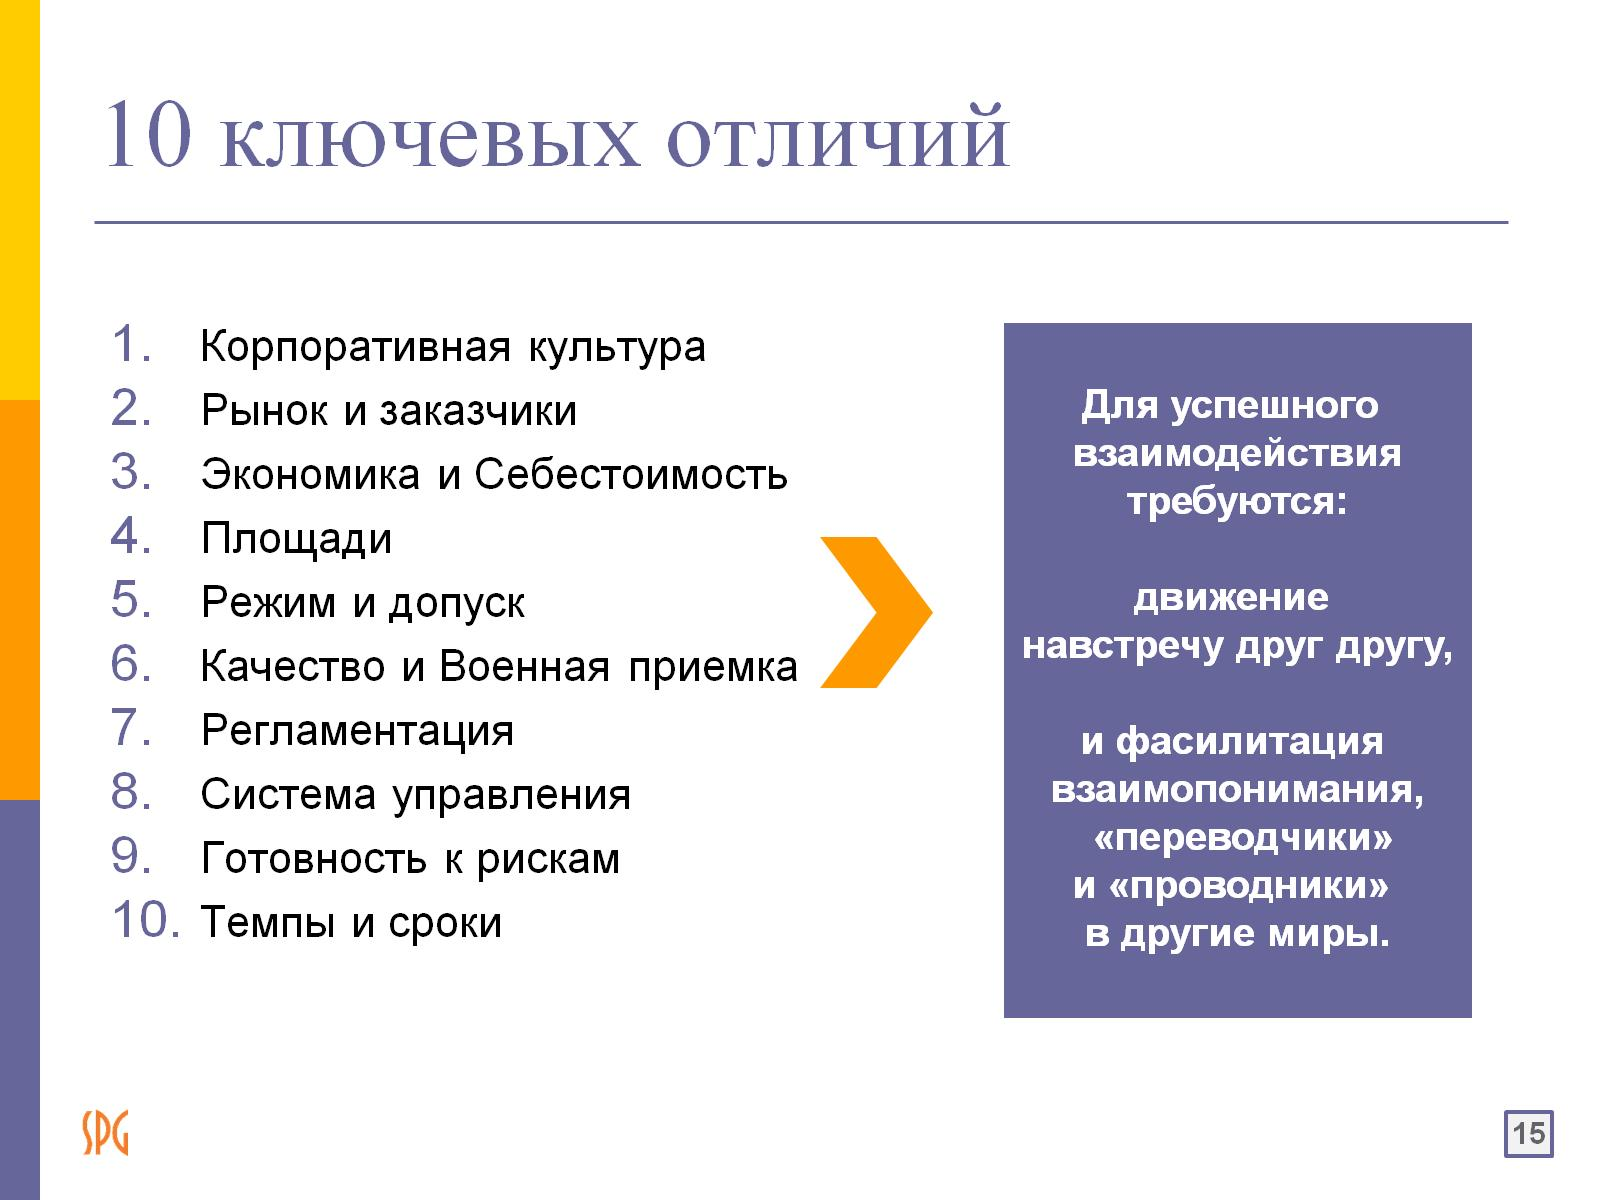 10 ключевых отличий
1. Корпоративная культура
2. Рынок и заказчики
3. Экономика и Себестоимость
4. Площади
5. Режим и допуск
6. Качество и Военная приемка
7. Регламентация
8. Система управления
9. Готовность к рискам
10. Темпы и сроки
Для успешного
взаимодействия
требуются:
движение
навстречу друг другу,
и фасилитация
взаимопонимания,
«переводчики»
и «проводники»
в другие миры.
SPG
15